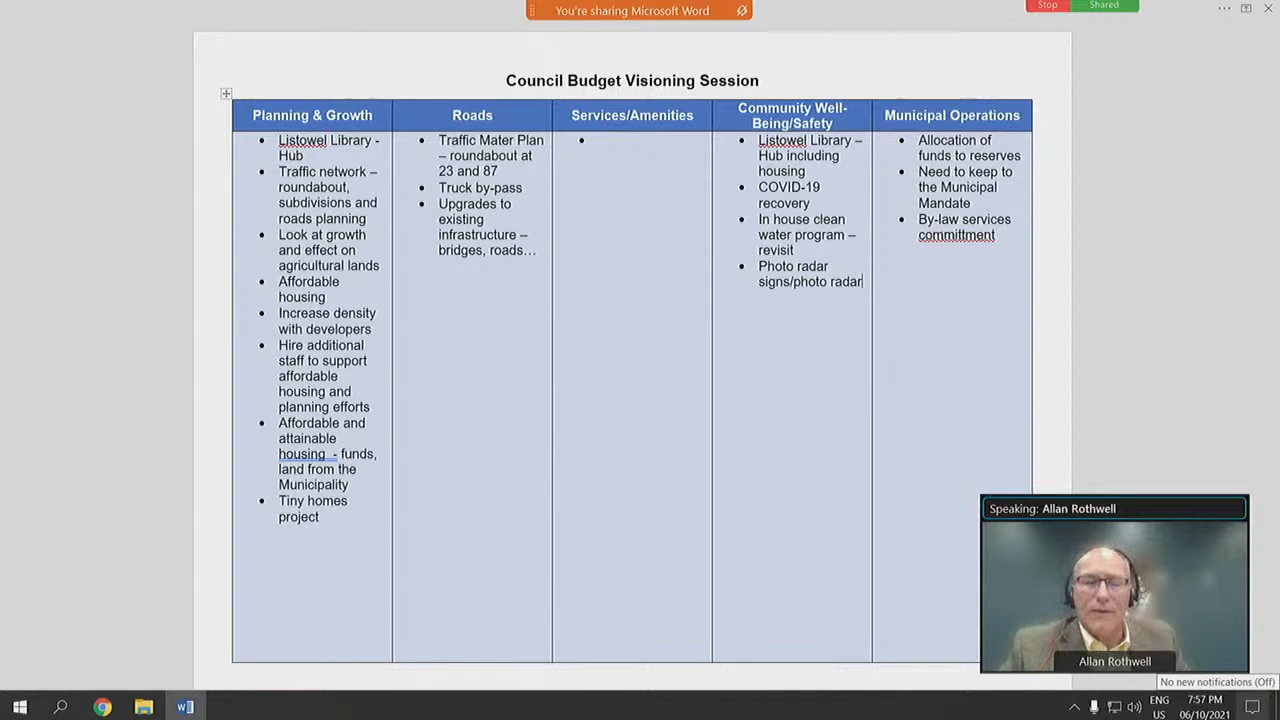 You're sharing Microsoft Word
Stop
Shared
Council Budget Visioning Session
Planning & Growth
Roads
Services/Amenities
Community Well-
Being/Safety
Municipal Operations
• Listowel Library -
Hub
• Traffic network –
roundabout,
subdivisions and
roads planning
• Look at growth
and effect on
agricultural lands
• Affordable
housing
• Increase density
with developers
• Hire additional
staff to support
affordable
housing and
planning efforts
• Affordable and
attainable
housing - funds,
land from the
Municipality
• Tiny homes
project
• Traffic Mater Plan
– roundabout at
23 and 87
• Truck by-pass
• Upgrades to
existing
infrastructure –
bridges, roads…
•
• Listowel Library –
Hub including
housing
• COVID-19
recovery
• In house clean
water program –
revisit
• Photo radar
signs/photo radar
• Allocation of
funds to reserves
• Need to keep to
the Municipal
Mandate
• By-law services
committment
Speaking: Allan Rothwell
Allan Rothwell
No new notifications (Off)
ENG
US
7:57 PM
06/10/2021